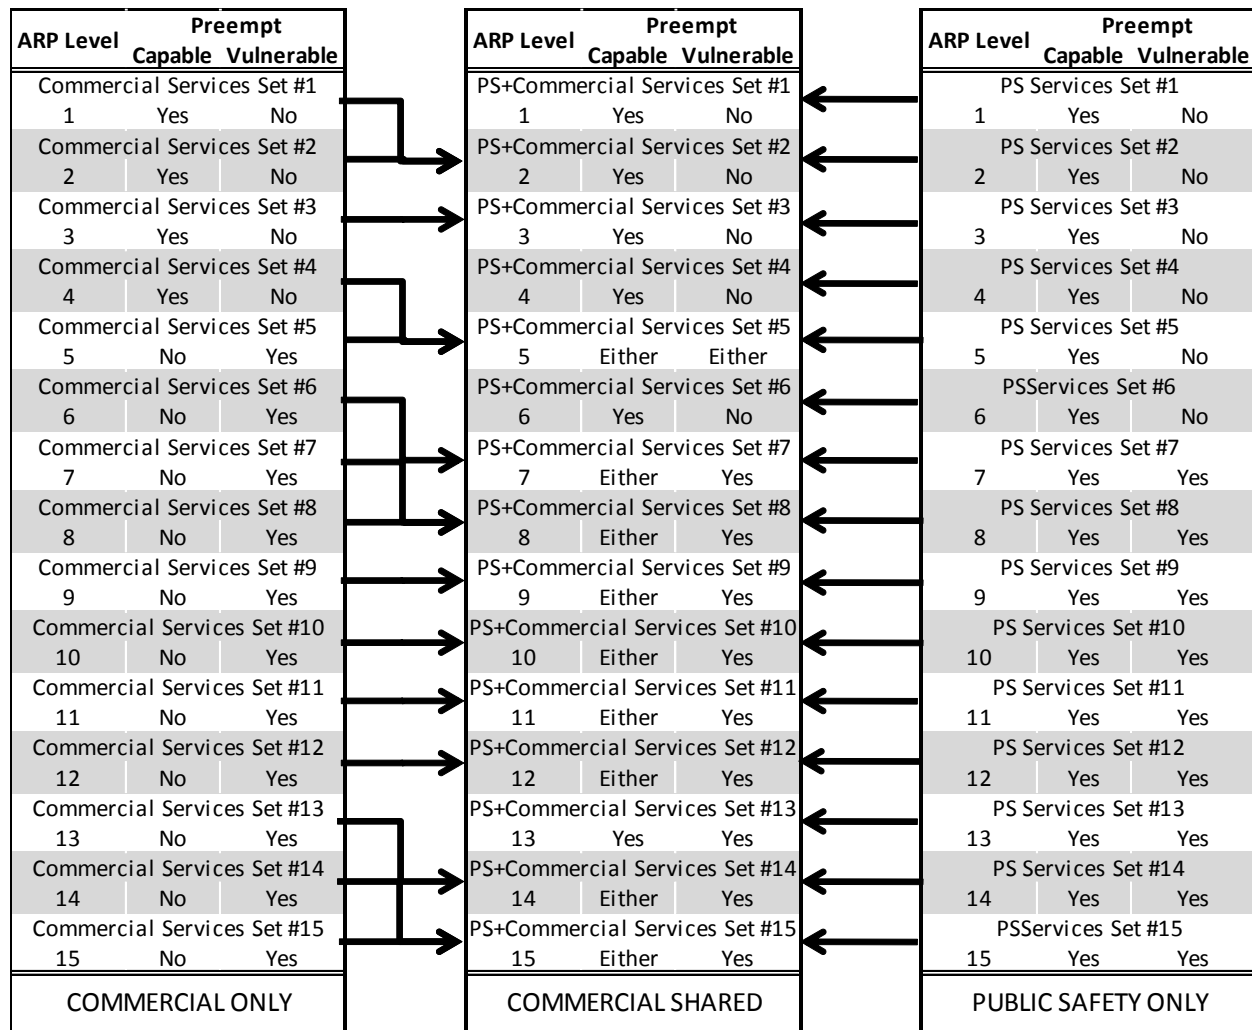 ARP Level Preempt
Capable Vulnerable
Commercial Services Set #1
1 Yes No
Commercial Services Set #2
2 Yes No
Commercial Services Set #3
3 Yes No
Commercial Services Set #4
4 Yes No
Commercial Services Set #5
5 No Yes
Commercial Services Set #6
6 No Yes
Commercial Services Set #7
7 No Yes
Commercial Services Set #8
8 No Yes
Commercial Services Set #9
9 No Yes
Commercial Services Set #10
10 No Yes
Commercial Services Set #11
11 No Yes
Commercial Services Set #12
12 No Yes
Commercial Services Set #13
13 No Yes
Commercial Services Set #14
14 No Yes
Commercial Services Set #15
15 No Yes
COMMERCIAL ONLY
ARP Level Preempt
Capable Vulnerable
PS+Commercial Services Set #1
1 Yes No
PS+Commercial Services Set #2
2 Yes No
PS+Commercial Services Set #3
3 Yes No
PS+Commercial Services Set #4
4 Yes No
PS+Commercial Services Set #5
5 Either Either
PS+Commercial Services Set #6
6 Yes No
PS+Commercial Services Set #7
7 Either Yes
PS+Commercial Services Set #8
8 Either Yes
PS+Commercial Services Set #9
9 Either Yes
PS+Commercial Services Set #10
10 Either Yes
PS+Commercial Services Set #11
11 Either Yes
PS+Commercial Services Set #12
12 Either Yes
PS+Commercial Services Set #13
13 Yes Yes
PS+Commercial Services Set #14
14 Either Yes
PS+Commercial Services Set #15
15 Either Yes
COMMERCIAL SHARED
ARP Level Preempt
Capable Vulnerable
PS Services Set #1
1 Yes No
PS Services Set #2
2 Yes No
PS Services Set #3
3 Yes No
PS Services Set #4
4 Yes No
PS Services Set #5
5 Yes No
PSServices Set #6
6 Yes No
PS Services Set #7
7 Yes Yes
PS Services Set #8
8 Yes Yes
PS Services Set #9
9 Yes Yes
PS Services Set #10
10 Yes Yes
PS Services Set #11
11 Yes Yes
PS Services Set #12
12 Yes Yes
PS Services Set #13
13 Yes Yes
PS Services Set #14
14 Yes Yes
PSServices Set #15
15 Yes Yes
PUBLIC SAFETY ONLY